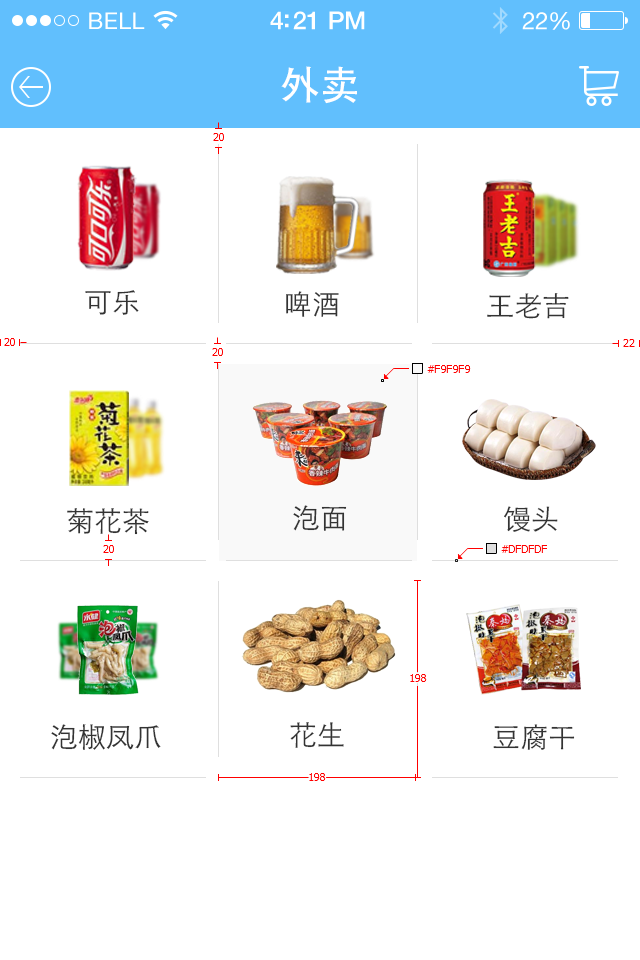 BELL 4:21 PM 22%
外卖
20
可口可乐 王老吉
可乐 啤酒 王老吉
20 20 22
#F9F9F9
菊花茶
菊花茶 泡面 馒头
20 #DFDFDF
永健 泡椒凤爪
泡椒凤爪 花生 豆腐干
198
198